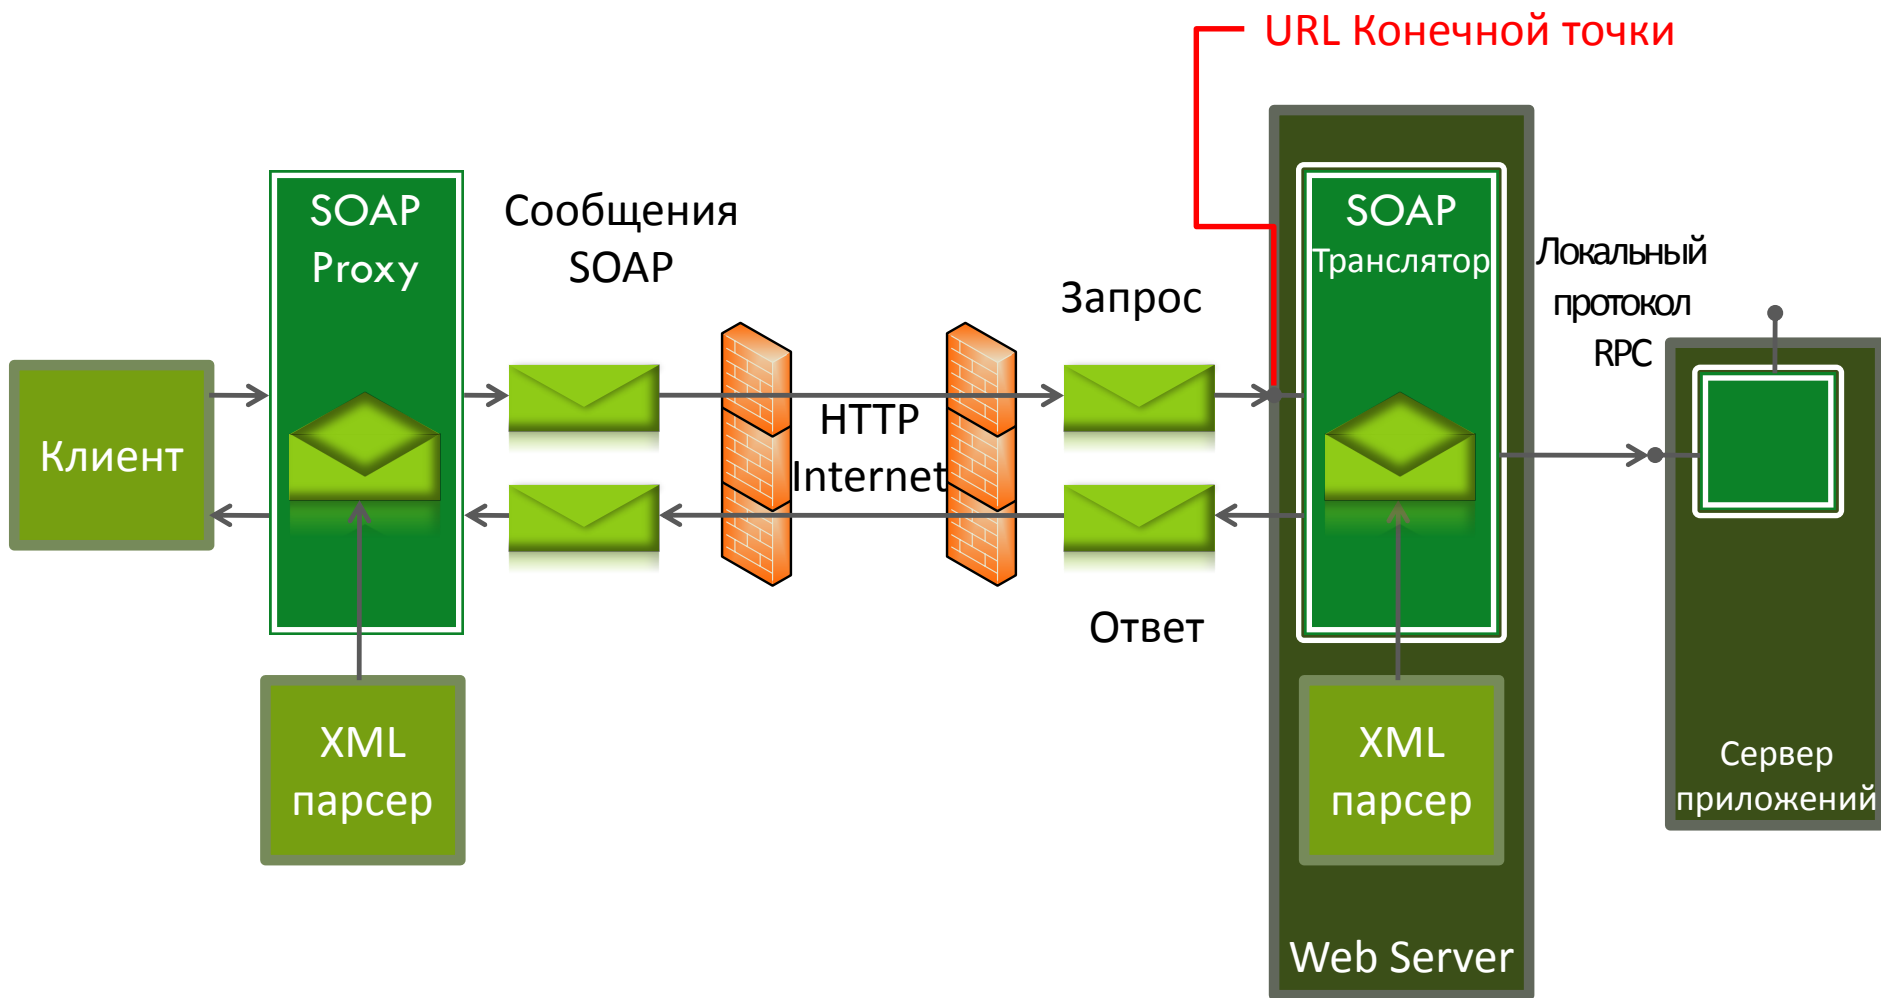 URL Конечной точки
SOAP
Proxy
Сообщения
SOAP
Запрос
SOAP
Транслятор
Локальный
протокол
RPC
Клиент
HTTP
Internet
Ответ
XML
парсер
XML
парсер
Сервер
приложений
Web Server